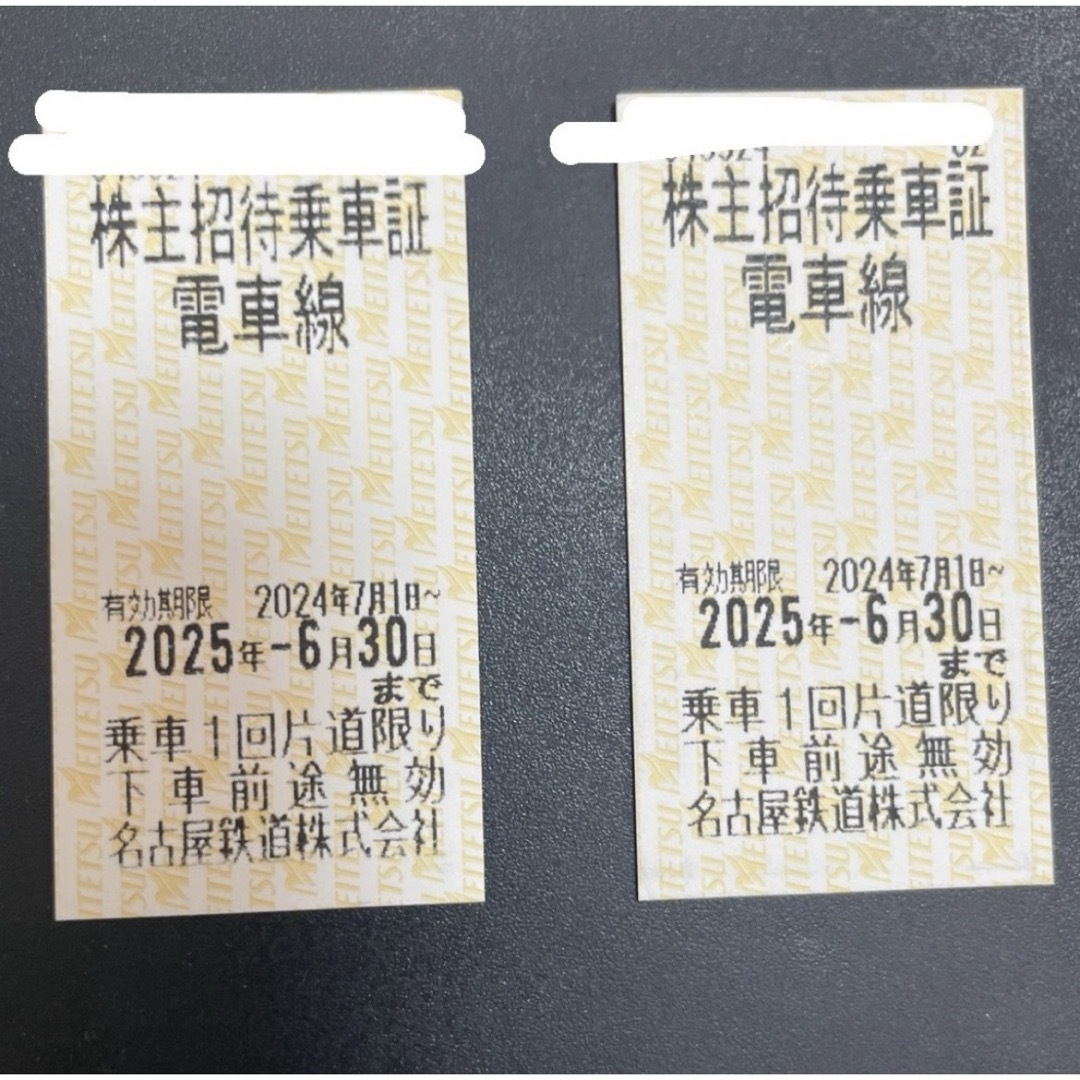 株主招待乗車証
電車線
有効期限 2024年7月1日~
2025年-6月30日
まで
乗車1回片道限り
下車前途無効
名古屋鉄道株式会社
株主招待乗車証
電車線
有効期限 2024年7月1日~
2025年-6月30日
まで
乗車1回片道限り
下車前途無効
名古屋鉄道株式会社
MEITETSU